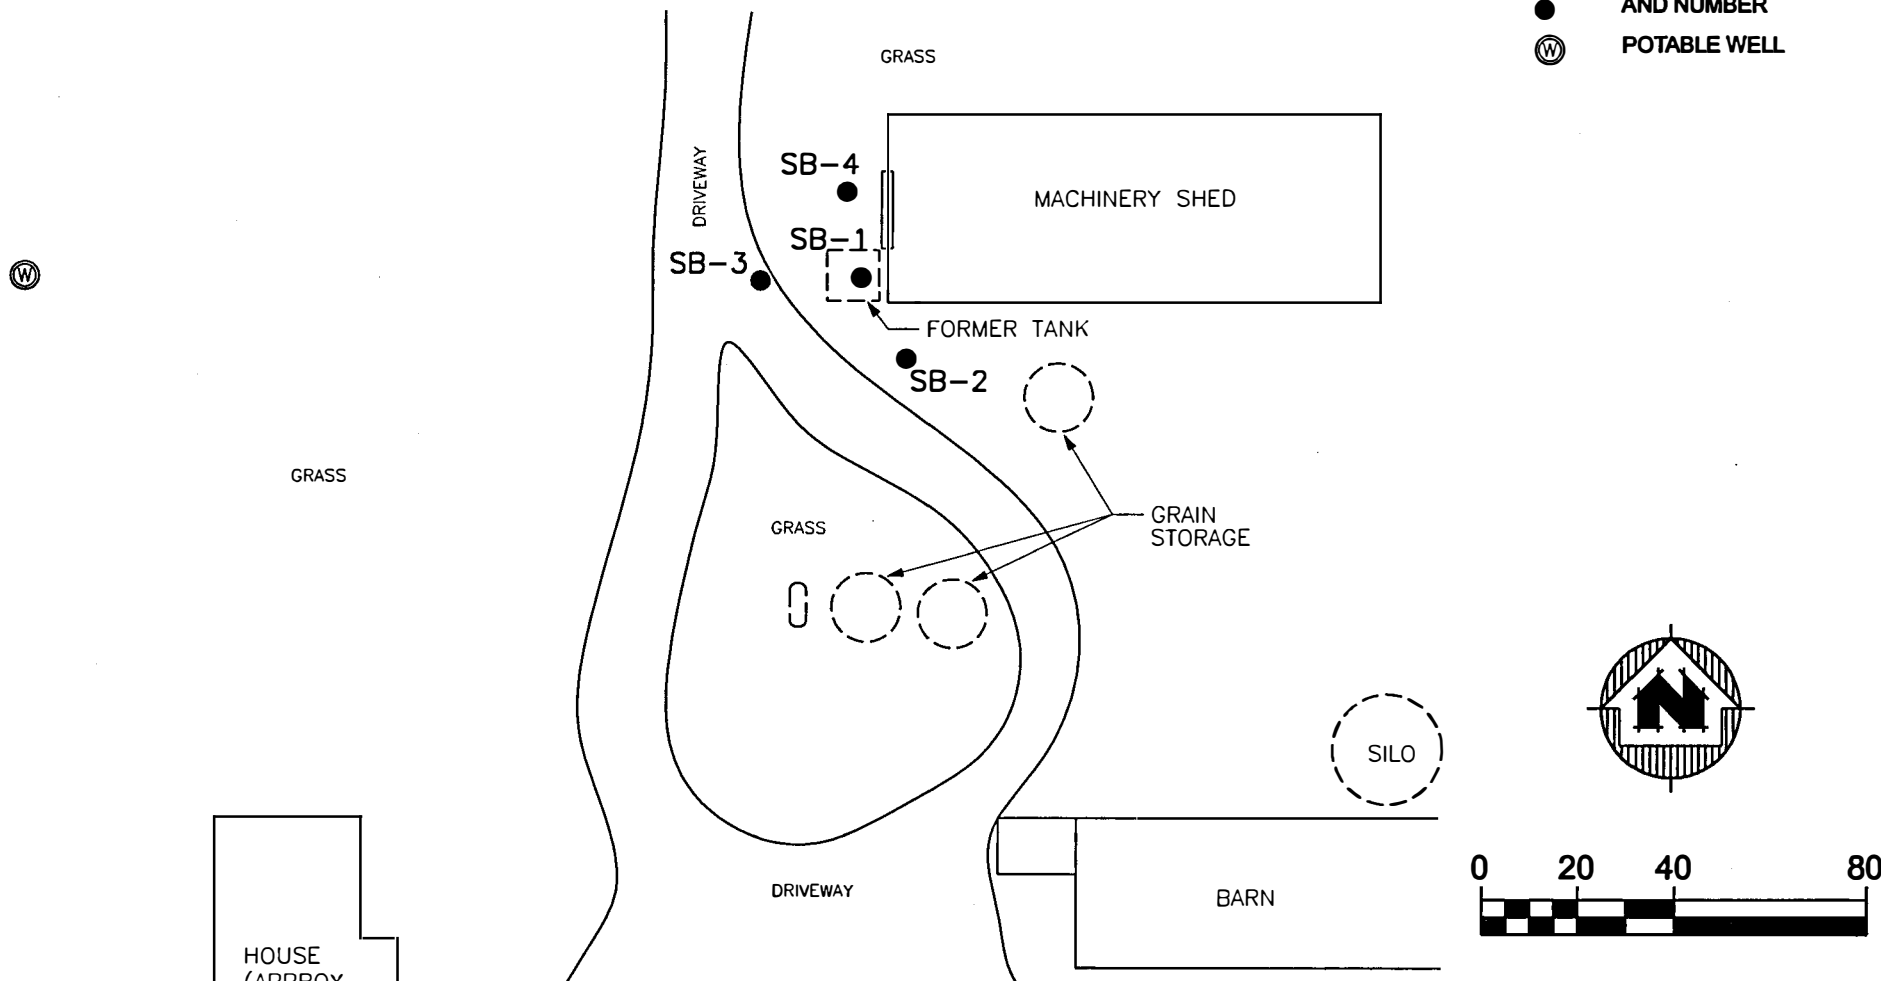 AND NUMBER
W POTABLE WELL
GRASS
DRIVEWAY
SB-4
MACHINERY SHED
SB-1
SB-3
W
FORMER TANK
SB-2
GRASS
GRAIN
STORAGE
GRASS
N
SILO
0 20 40 80
DRIVEWAY
BARN
HOUSE
(APPROX